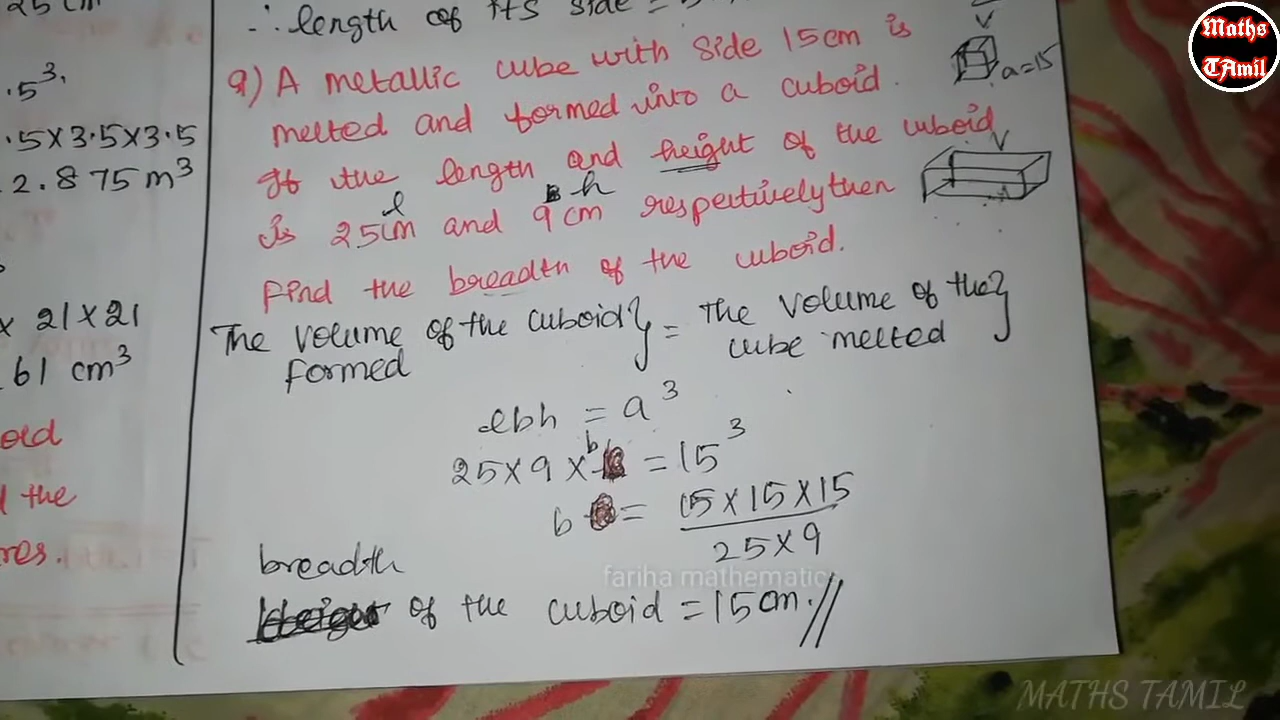 25 cm
.5³.
.5×3.5×3.5
2.875 m³
× 21×21
61 cm³
oid
d the
res.
∴ length of its side =
9) A metallic cube with side 15cm is
melted and formed into a cuboid.
If the length and height of the cuboid
l h
is 25cm and 9cm respectively then
Find the breadth of the cuboid.
V
a=15
V
The volume of the cuboid} = The volume of the}
formed cube melted
lbh = a³
25×9×b = 15³
b = 15×15×15
25×9
breadth
of the cuboid = 15cm.//
fariha mathematic
Maths
TAmil
MATHS TAMIL